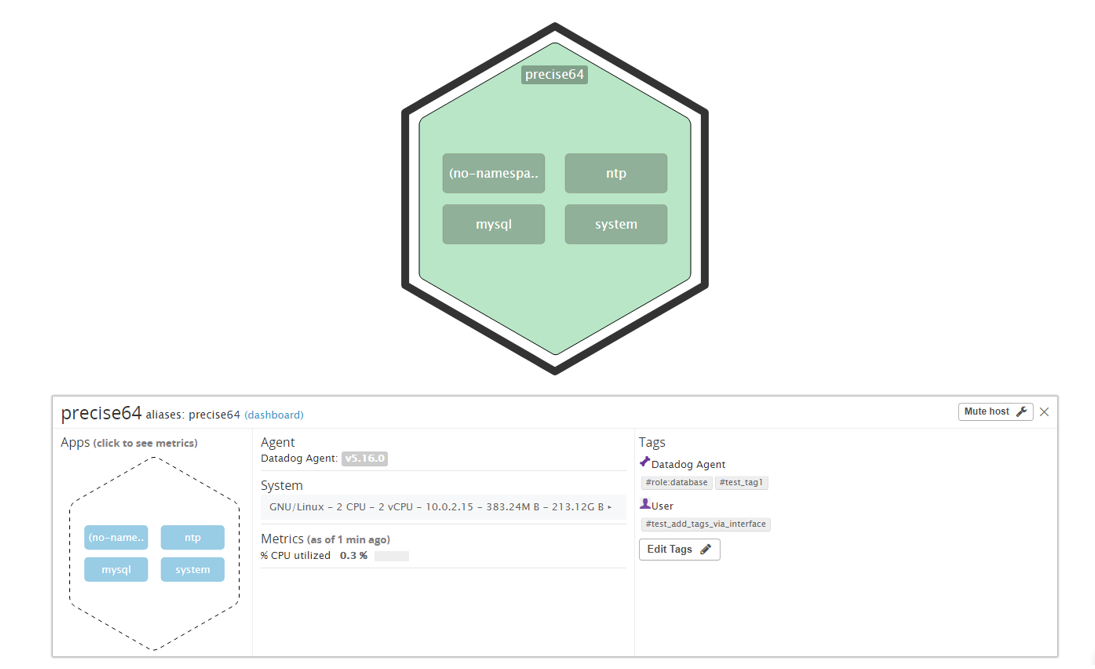 precise64
(no-namespa.. ntp
mysql system
precise64 aliases: precise64 (dashboard) Mute host
Apps (click to see metrics)
(no-name.. ntp
mysql system
Agent
Datadog Agent: v5.16.0
System
GNU/Linux - 2 CPU - 2 vCPU - 10.0.2.15 - 383.24M B - 213.12G B ▸
Metrics (as of 1 min ago)
% CPU utilized 0.3 %
Tags
Datadog Agent
#role:database #test_tag1
User
#test_add_tags_via_interface
Edit Tags